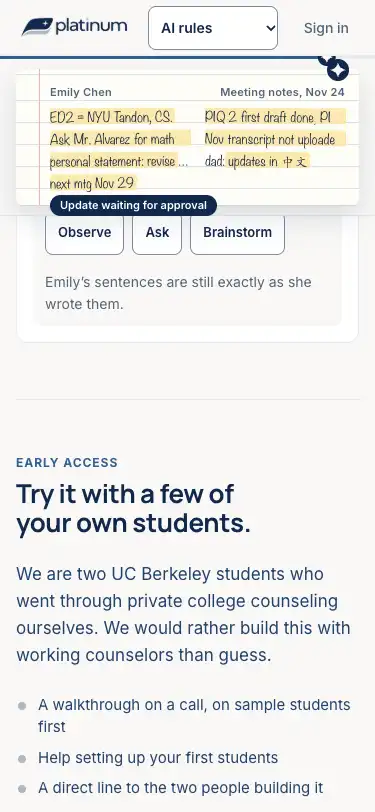 platinum
AI rules
Sign in
Emily Chen
Meeting notes, Nov 24
ED2 = NYU Tandon, CS.
Ask Mr. Alvarez for math
personal statement: revise ...
next mtg Nov 29
PIQ 2 first draft done, PI
Nov transcript not uploade
dad: updates in 中文
Update waiting for approval
Observe
Ask
Brainstorm
Emily's sentences are still exactly as she
wrote them.
EARLY ACCESS
Try it with a few of
your own students.
We are two UC Berkeley students who
went through private college counseling
ourselves. We would rather build this with
working counselors than guess.
A walkthrough on a call, on sample students
first
Help setting up your first students
A direct line to the two people building it